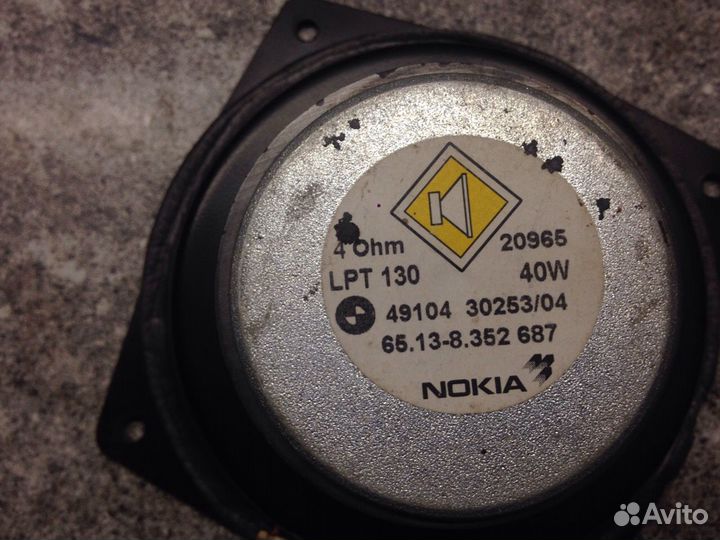 4 Ohm 20965
LPT 130 40W
49104 30253/04
65.13-8.352 687
NOKIA
Avito